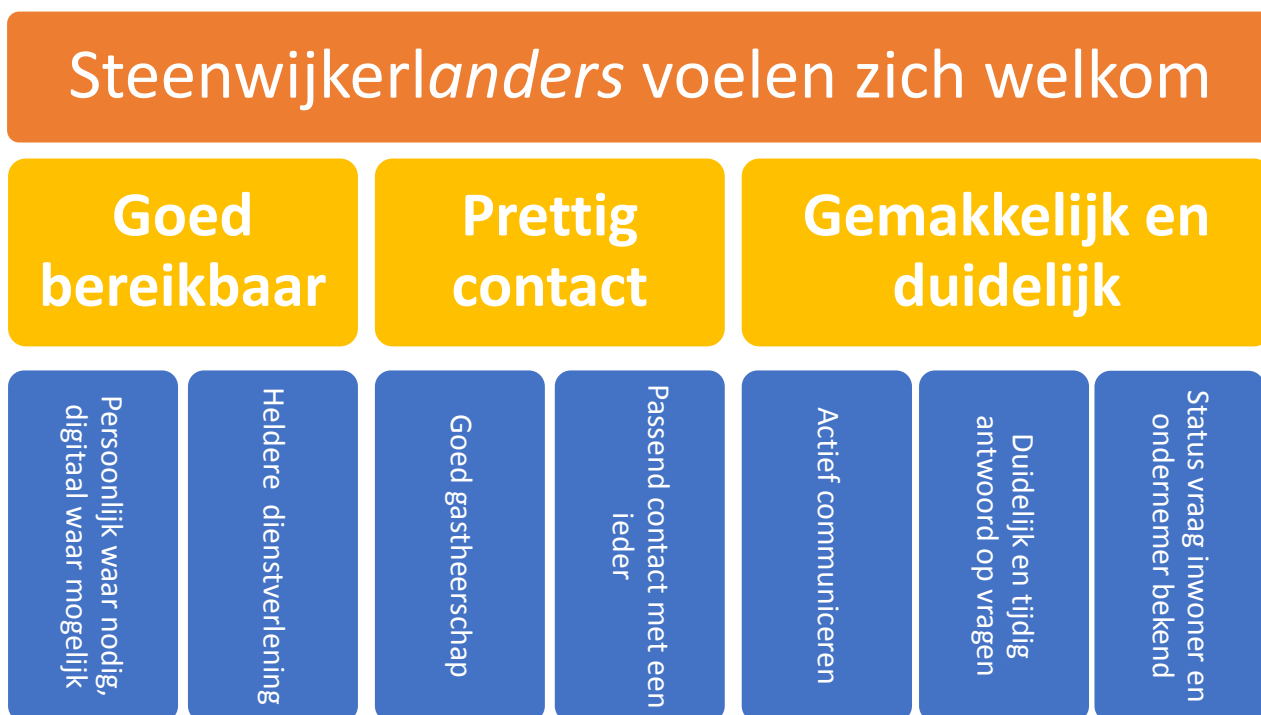 Steenwijkerlanders voelen zich welkom
Goed
bereikbaar
Prettig
contact
Gemakkelijk en
duidelijk
Persoonlijk waar nodig,
digitaal waar mogelijk
Heldere  dienstverlening
Goed gastheerschap
Passend contact met een
ieder
Actief communiceren
Duidelijk en tijdig
antwoord op vragen
Status vraag inwoner en
ondernemer bekend